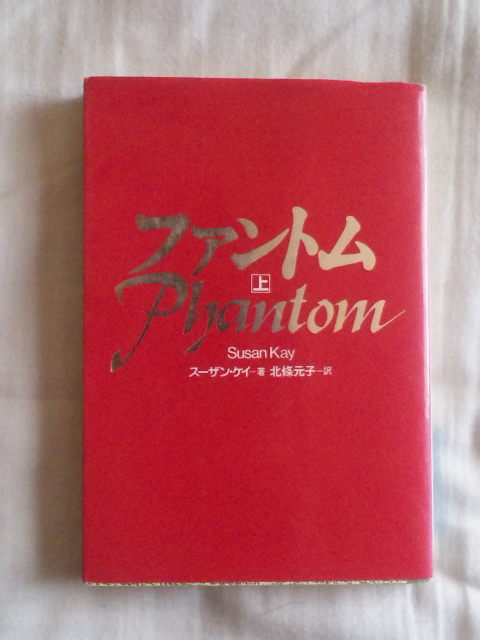 ファントム
上
Phantom
Susan Kay
スーザン・ケイ―著 北條元子―訳